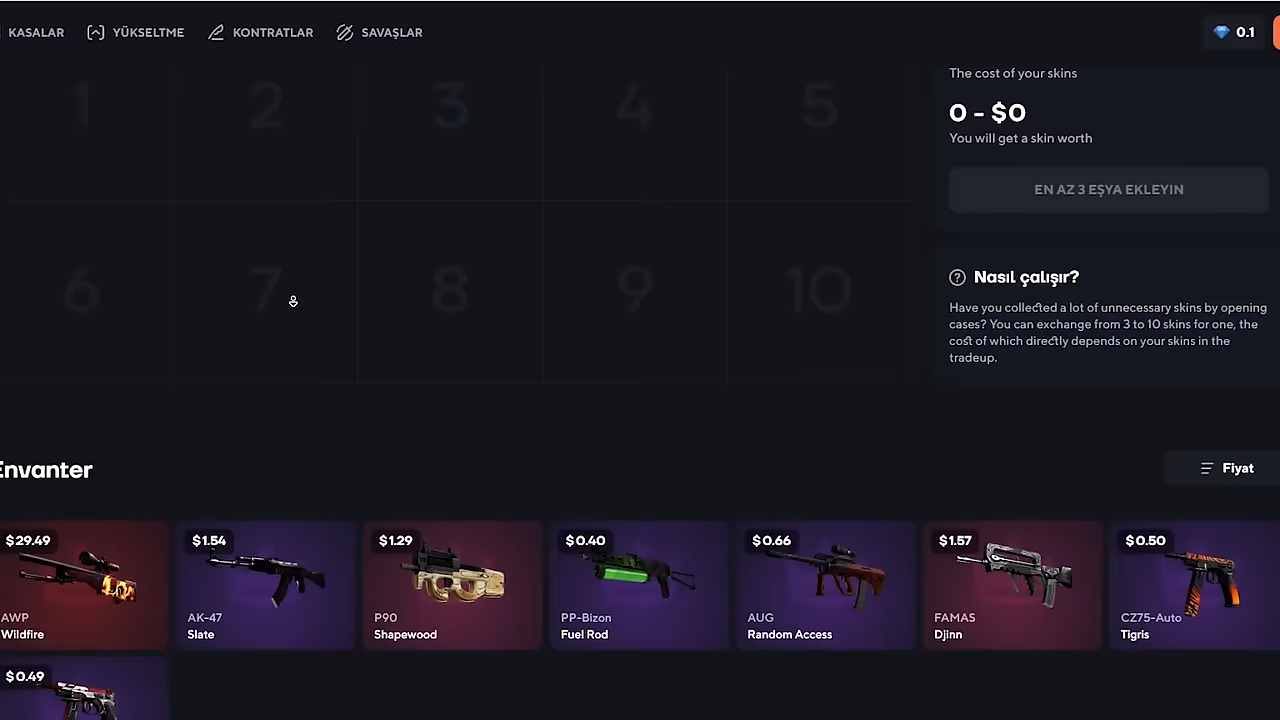 KASALAR YÜKSELTME KONTRATLAR SAVAŞLAR 0.1
The cost of your skins
1 2 3 4 5
0 - $0
You will get a skin worth
EN AZ 3 EŞYA EKLEYIN
6 7 8 9 10
Nasıl çalışır?
Have you collected a lot of unnecessary skins by opening
cases? You can exchange from 3 to 10 skins for one, the
cost of which directly depends on your skins in the
tradeup.
Envanter
Fiyat
$29.49 $1.54 $1.29 $0.40 $0.66 $1.57 $0.50
AWP AK-47 P90 PP-Bizon AUG FAMAS CZ75-Auto
Wildfire Slate Shapewood Fuel Rod Random Access Djinn Tigris
$0.49